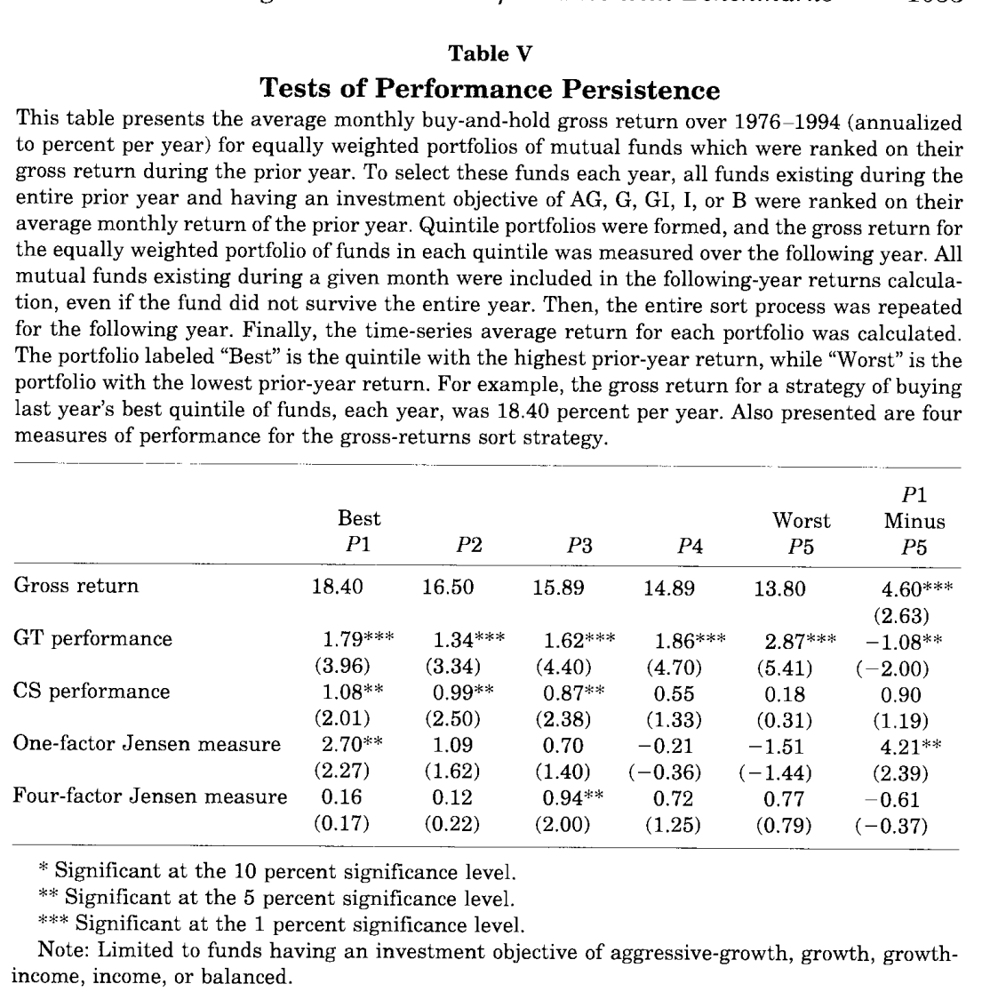 Table V
Tests of Performance Persistence
This table presents the average monthly buy-and-hold gross return over 1976–1994 (annualized
to percent per year) for equally weighted portfolios of mutual funds which were ranked on their
gross return during the prior year. To select these funds each year, all funds existing during the
entire prior year and having an investment objective of AG, G, GI, I, or B were ranked on their
average monthly return of the prior year. Quintile portfolios were formed, and the gross return for
the equally weighted portfolio of funds in each quintile was measured over the following year. All
mutual funds existing during a given month were included in the following-year returns calcula-
tion, even if the fund did not survive the entire year. Then, the entire sort process was repeated
for the following year. Finally, the time-series average return for each portfolio was calculated.
The portfolio labeled “Best” is the quintile with the highest prior-year return, while “Worst” is the
portfolio with the lowest prior-year return. For example, the gross return for a strategy of buying
last year’s best quintile of funds, each year, was 18.40 percent per year. Also presented are four
measures of performance for the gross-returns sort strategy.
P1
Best Worst Minus
P1 P2 P3 P4 P5 P5
Gross return 18.40 16.50 15.89 14.89 13.80 4.60***
(2.63)
GT performance 1.79*** 1.34*** 1.62*** 1.86*** 2.87*** −1.08**
(3.96) (3.34) (4.40) (4.70) (5.41) (−2.00)
CS performance 1.08** 0.99** 0.87** 0.55 0.18 0.90
(2.01) (2.50) (2.38) (1.33) (0.31) (1.19)
One-factor Jensen measure 2.70** 1.09 0.70 −0.21 −1.51 4.21**
(2.27) (1.62) (1.40) (−0.36) (−1.44) (2.39)
Four-factor Jensen measure 0.16 0.12 0.94** 0.72 0.77 −0.61
(0.17) (0.22) (2.00) (1.25) (0.79) (−0.37)
* Significant at the 10 percent significance level.
** Significant at the 5 percent significance level.
*** Significant at the 1 percent significance level.
Note: Limited to funds having an investment objective of aggressive-growth, growth, growth-
income, income, or balanced.